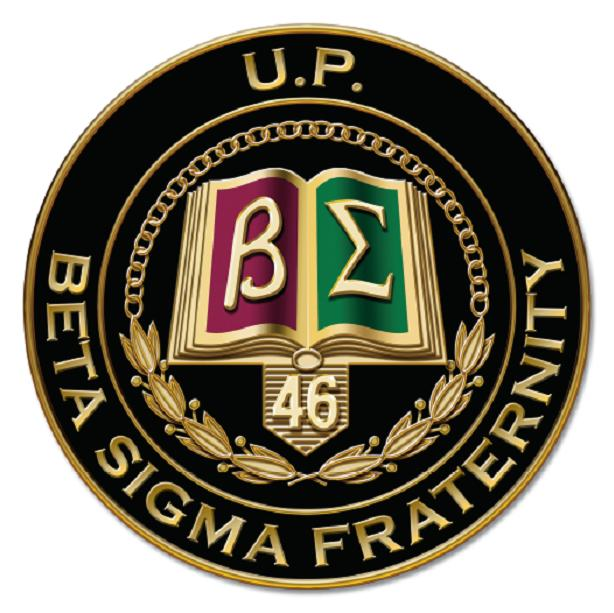 U.P.
β Σ
46
BETA SIGMA FRATERNITY